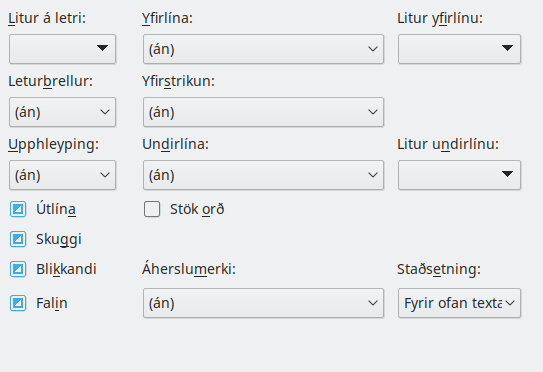 Litur á letri: Yfirlína: Litur yfirlínu:
(án)
Leturbrellur: Yfirstrikun:
(án) (án)
Upphleyping: Undirlína: Litur undirlínu:
(án) (án)
Útlína Stök orð
Skuggi
Blikkandi Áherslumerki: Staðsetning:
Falin (án) Fyrir ofan texta